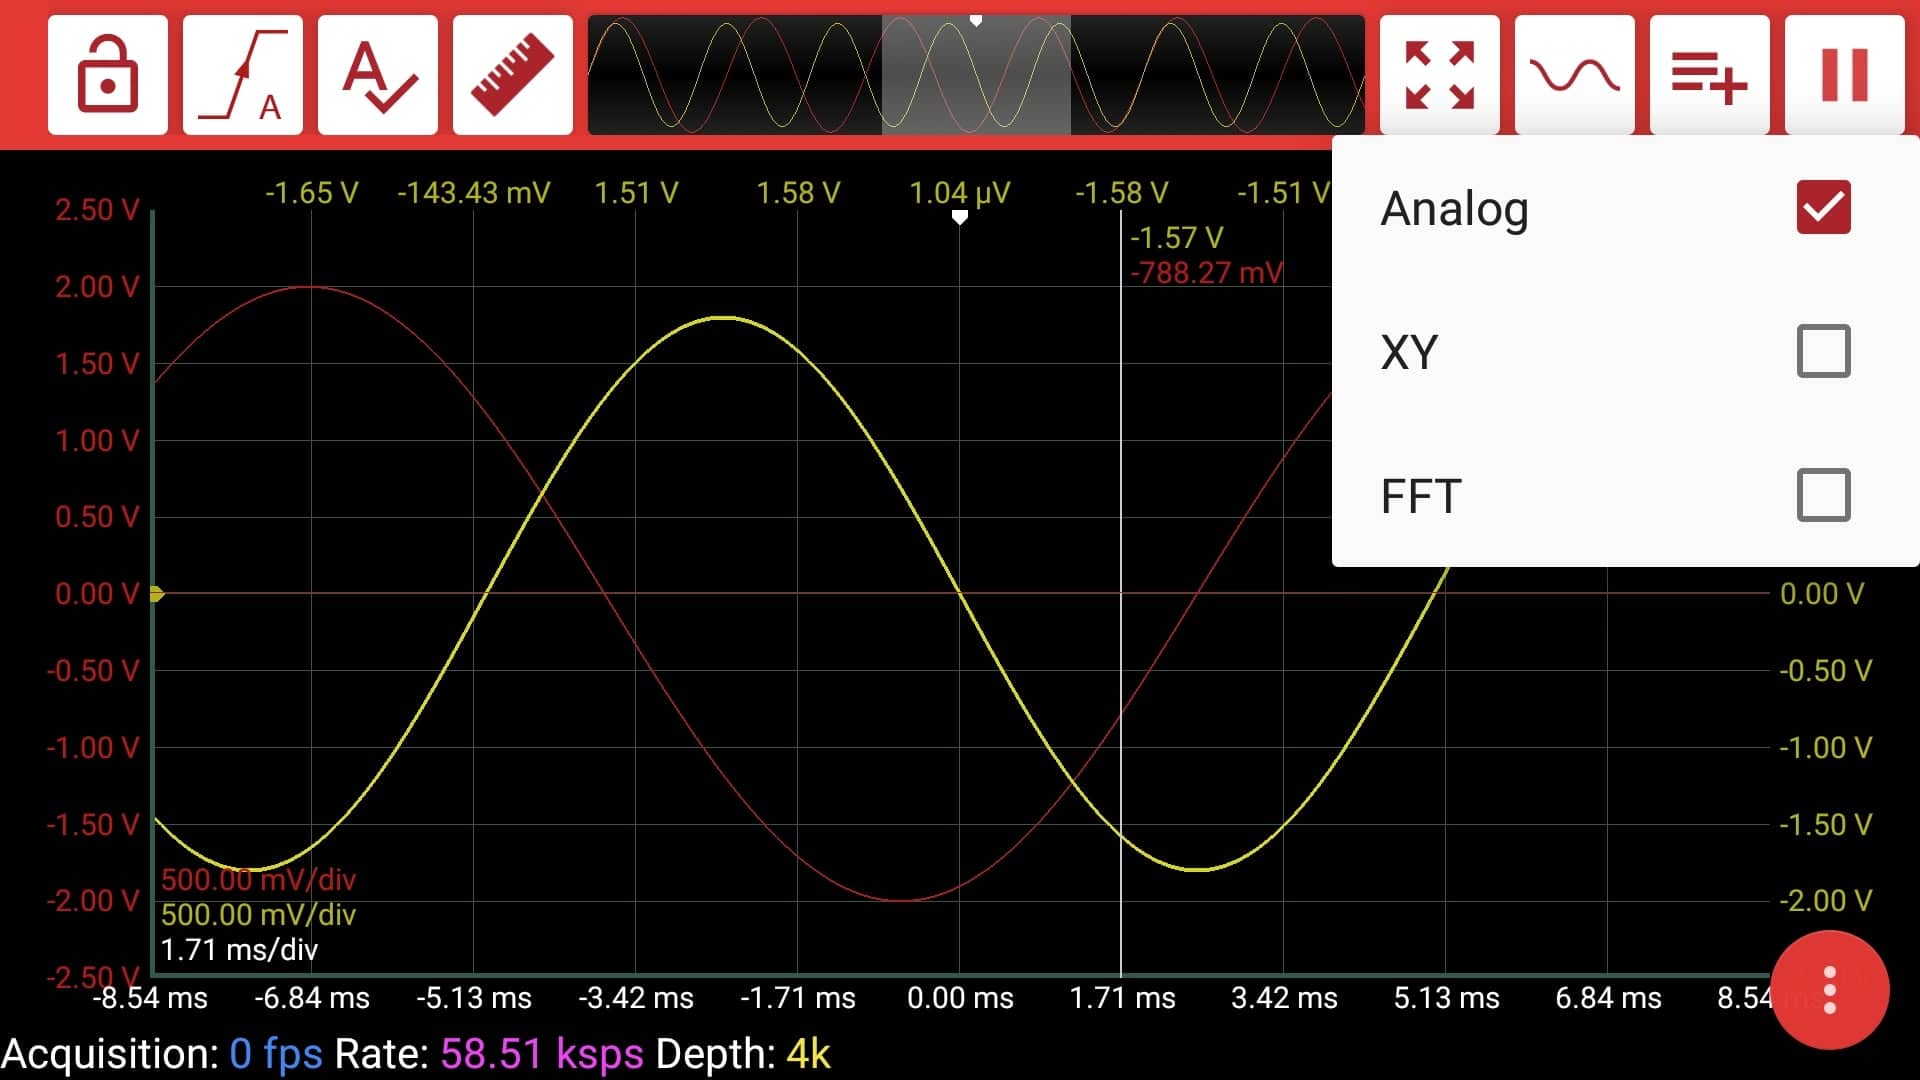 A
A
-1.65 V -143.43 mV 1.51 V 1.58 V 1.04 µV -1.58 V -1.51 V
Analog
XY
FFT
-1.57 V
-788.27 mV
2.50 V
2.00 V
1.50 V
1.00 V
0.50 V
0.00 V
-0.50 V
-1.00 V
-1.50 V
-2.00 V
-2.50 V
0.00 V
-0.50 V
-1.00 V
-1.50 V
-2.00 V
500.00 mV/div
500.00 mV/div
1.71 ms/div
-8.54 ms -6.84 ms -5.13 ms -3.42 ms -1.71 ms 0.00 ms 1.71 ms 3.42 ms 5.13 ms 6.84 ms 8.54 ms
Acquisition: 0 fps Rate: 58.51 ksps Depth: 4k